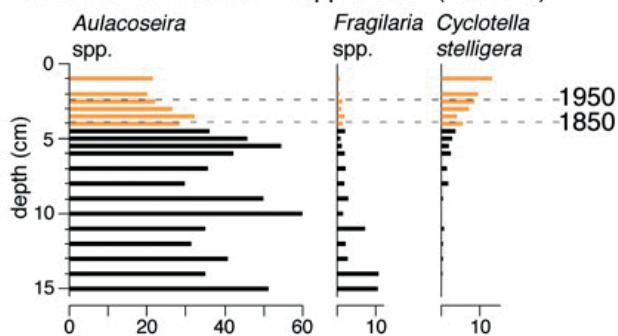 Aulacoseira spp.
Fragilaria spp.
Cyclotella stelligera
0
1950
1850
5
10
15
depth (cm)
0 20 40 60
10
10